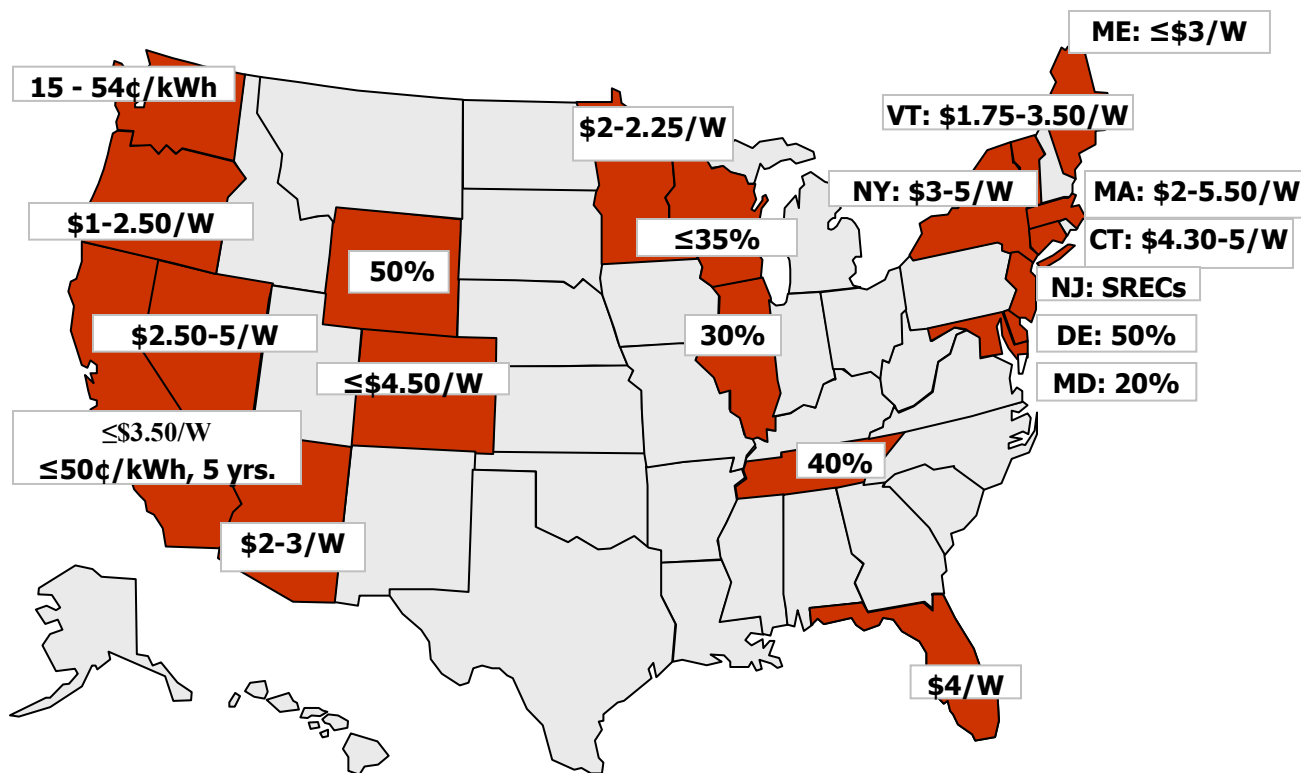 ME: ≤$3/W
15 - 54¢/kWh
VT: $1.75-3.50/W
$2-2.25/W
NY: $3-5/W
MA: $2-5.50/W
$1-2.50/W
≤35%
CT: $4.30-5/W
50%
NJ: SRECs
$2.50-5/W
30%
DE: 50%
≤$4.50/W
MD: 20%
≤$3.50/W
≤50¢/kWh, 5 yrs.
40%
$2-3/W
$4/W